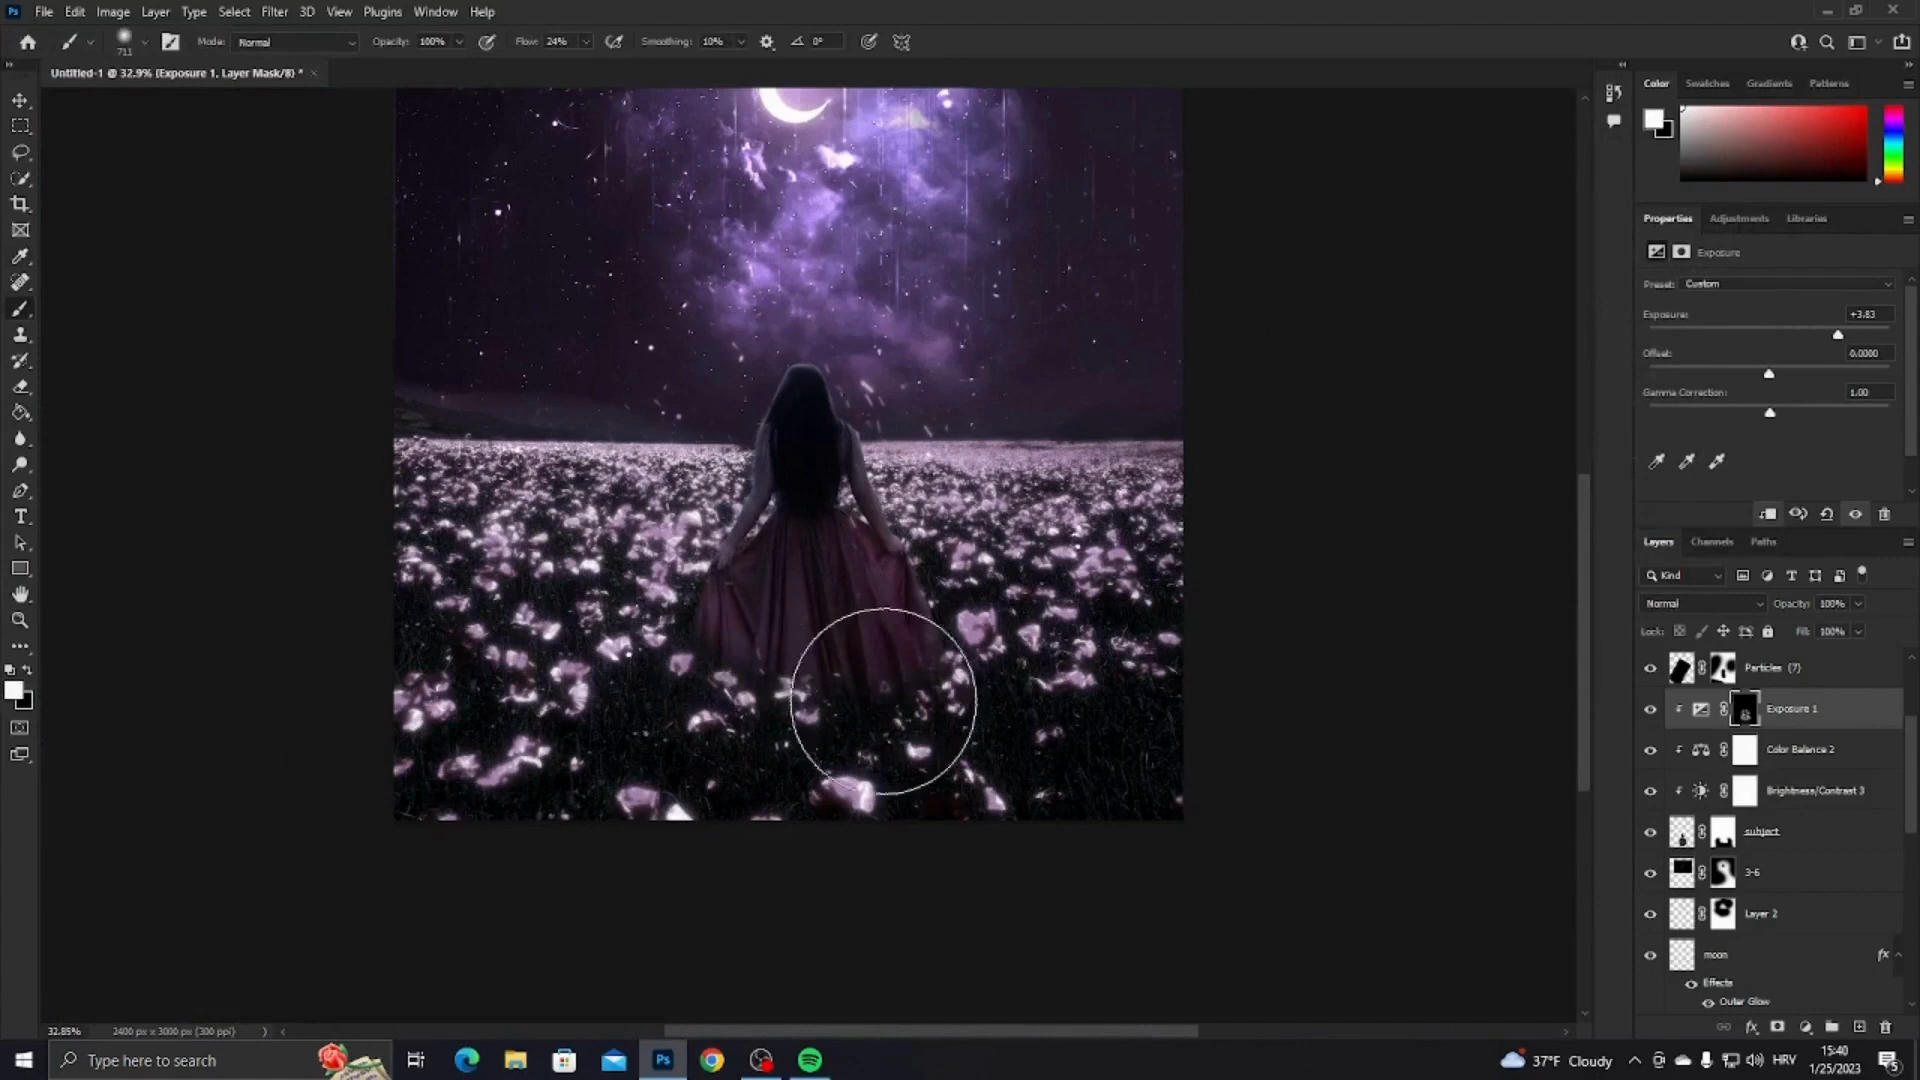 Ps File Edit Image Layer Type Select Filter 3D View Plugins Window Help
711 Mode: Normal Opacity: 100% Flow: 24% Smoothing: 10% 0°
Untitled-1 @ 32.9% (Exposure 1, Layer Mask/8) *
Color Swatches Gradients Patterns
Properties Adjustments Libraries
Exposure
Preset: Custom
Exposure: +3.83
Offset: 0.0000
Gamma Correction: 1.00
Layers Channels Paths
Kind
Normal Opacity: 100%
Lock: Fill: 100%
Particles (7)
Exposure 1
Color Balance 2
Brightness/Contrast 3
subject
3-6
Layer 2
moon fx
Effects
Outer Glow
32.85% 2400 px x 3000 px (300 ppi)
Type here to search
Ps
37°F Cloudy
HRV
15:40
1/25/2023
5